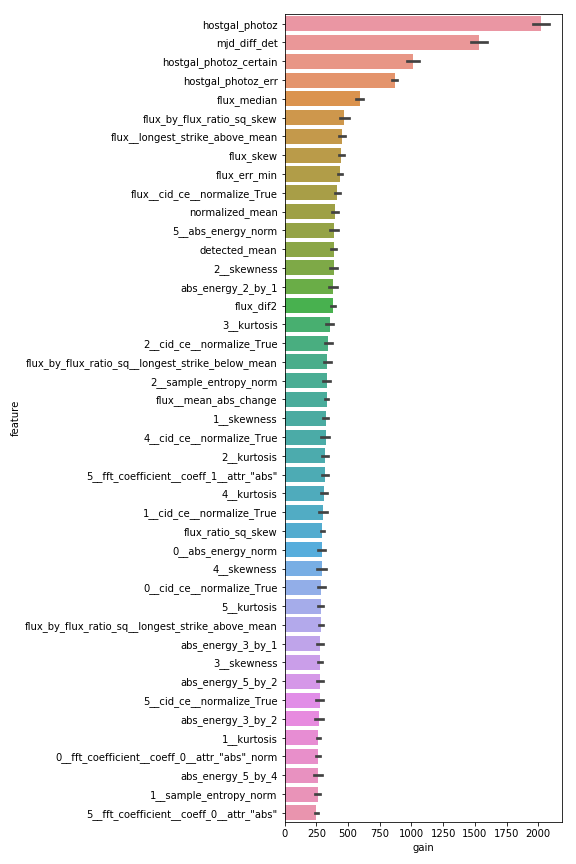 hostgal_photoz
mjd_diff_det
hostgal_photoz_certain
hostgal_photoz_err
flux_median
flux_by_flux_ratio_sq_skew
flux__longest_strike_above_mean
flux_skew
flux_err_min
flux__cid_ce__normalize_True
normalized_mean
5__abs_energy_norm
detected_mean
2__skewness
abs_energy_2_by_1
flux_dif2
3__kurtosis
2__cid_ce__normalize_True
flux_by_flux_ratio_sq__longest_strike_below_mean
2__sample_entropy_norm
flux__mean_abs_change
1__skewness
4__cid_ce__normalize_True
2__kurtosis
5__fft_coefficient__coeff_1__attr_"abs"
4__kurtosis
1__cid_ce__normalize_True
flux_ratio_sq_skew
0__abs_energy_norm
4__skewness
0__cid_ce__normalize_True
5__kurtosis
flux_by_flux_ratio_sq__longest_strike_above_mean
abs_energy_3_by_1
3__skewness
abs_energy_5_by_2
5__cid_ce__normalize_True
abs_energy_3_by_2
1__kurtosis
0__fft_coefficient__coeff_0__attr_"abs"_norm
abs_energy_5_by_4
1__sample_entropy_norm
5__fft_coefficient__coeff_0__attr_"abs"
feature
0 250 500 750 1000 1250 1500 1750 2000
gain